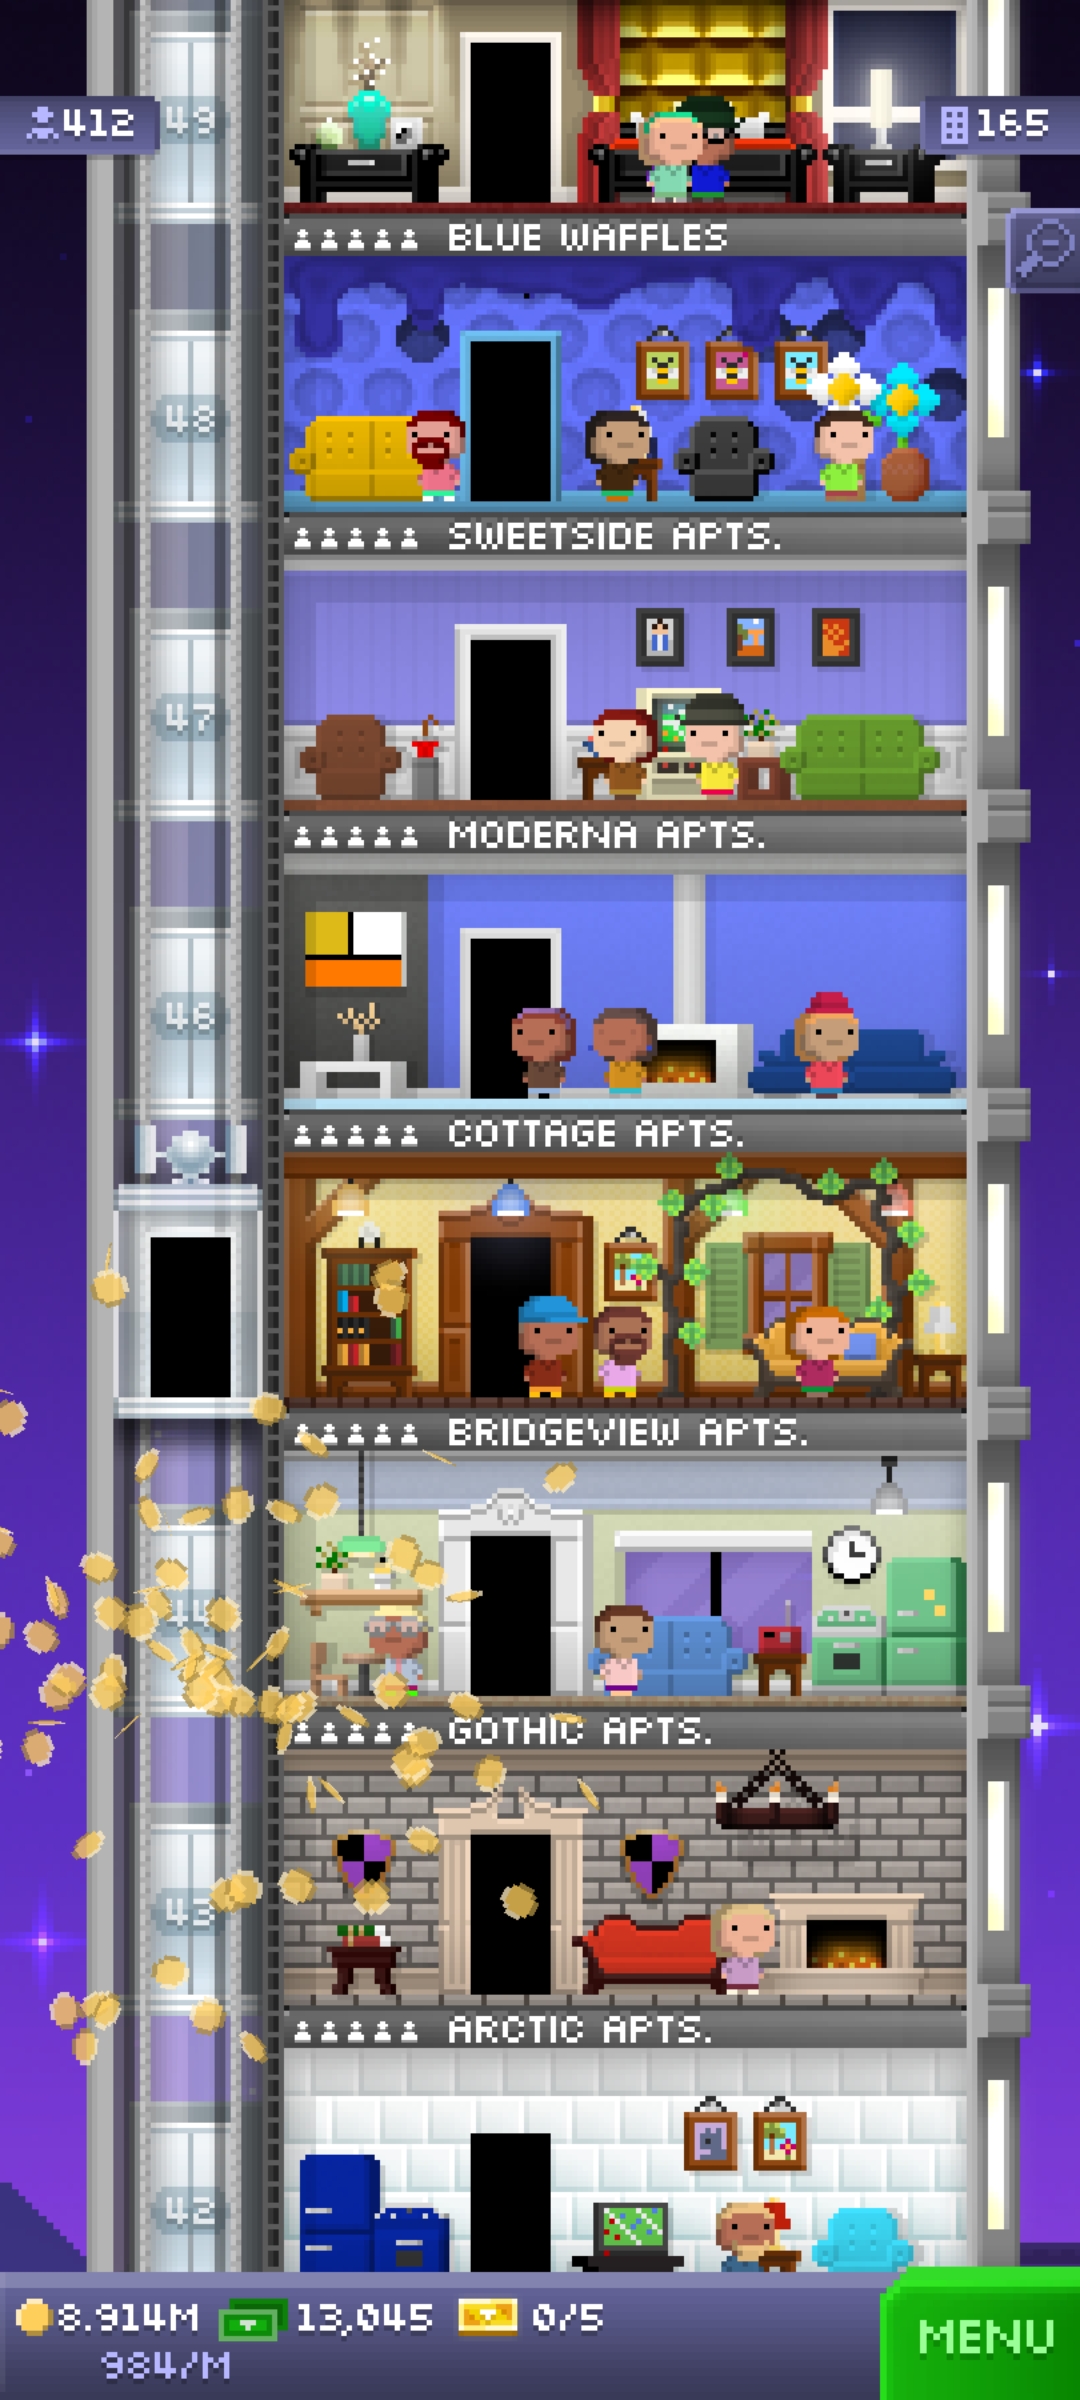 412
49
165
BLUE WAFFLES
48
SWEETSIDE APTS.
47
MODERNA APTS.
46
COTTAGE APTS.
BRIDGEVIEW APTS.
44
GOTHIC APTS.
43
ARCTIC APTS.
42
8.914M
13,045
0/5
984/M
MENU